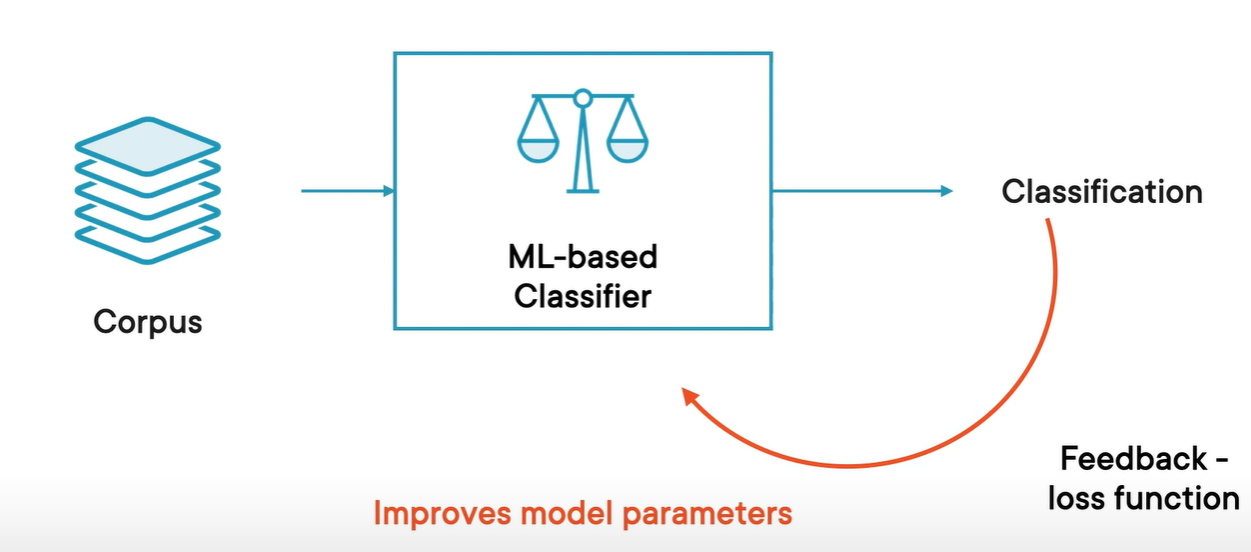 ML-based
Classifier
Classification
Corpus
Feedback -
loss function
Improves model parameters